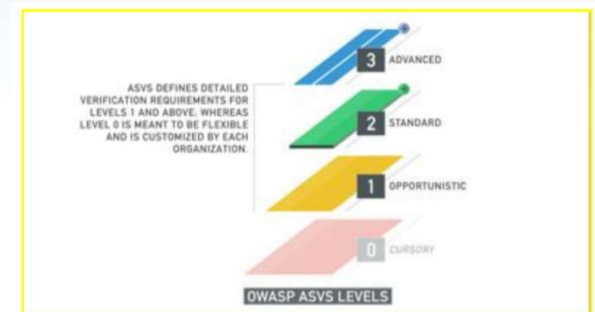 3 ADVANCED
ASVS DEFINES DETAILED
VERIFICATION REQUIREMENTS FOR
LEVELS 1 AND ABOVE, WHEREAS
LEVEL 0 IS MEANT TO BE FLEXIBLE
AND IS CUSTOMIZED BY EACH
ORGANIZATION.
2 STANDARD
1 OPPORTUNISTIC
0 CURSORY
OWASP ASVS LEVELS